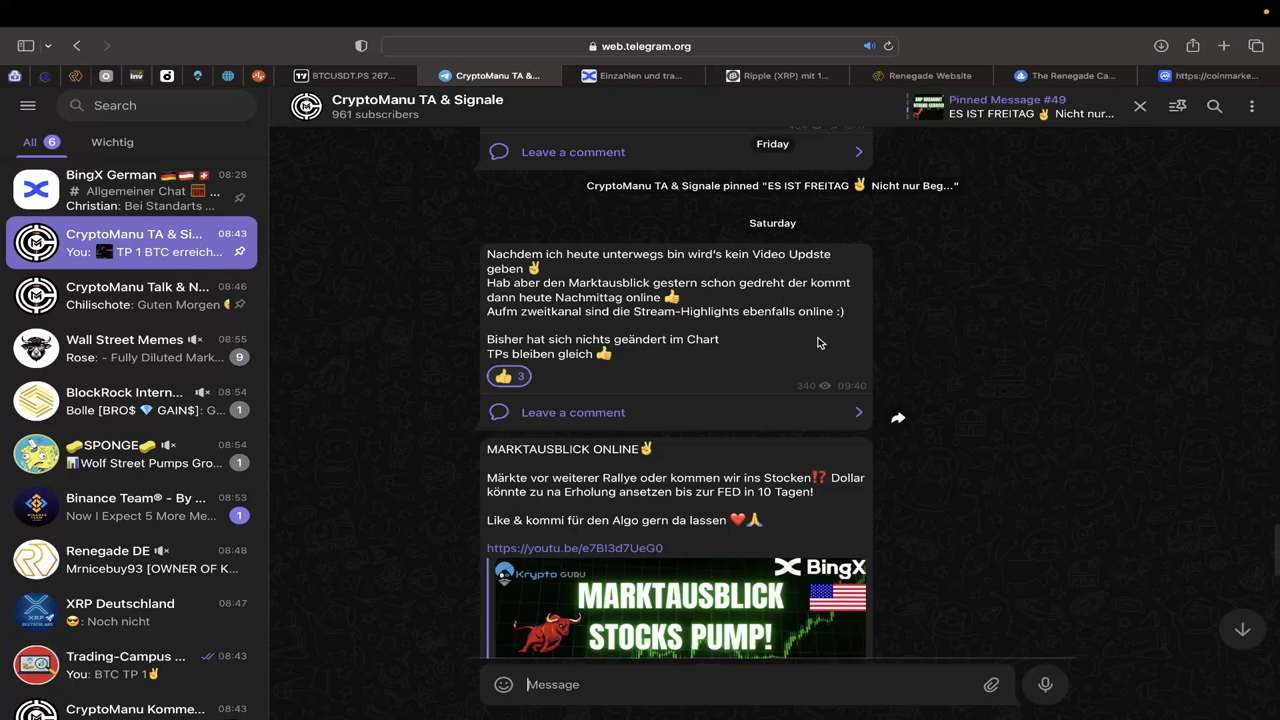 web.telegram.org
Inv
BTCUSDT.PS 267...
CryptoManu TA &...
Einzahlen und tra...
Ripple (XRP) mit 1...
Renegade Website
The Renegade Ca...
https://coinmarke...
Search
All 6
Wichtig
BingX German
08:28
# Allgemeiner Chat ...
Christian: Bei Standarts ...
CryptoManu TA & Si...
08:43
You: TP 1 BTC erreich...
CryptoManu Talk & N...
08:46
Chilischote: Guten Morgen
Wall Street Memes
08:55
Rose: - Fully Diluted Mark...
9
BlockRock Intern...
08:54
Bolle [BRO$ 💎 GAIN$]: G...
1
🧽SPONGE🧽
08:54
📊Wolf Street Pumps Gro...
1
Binance Team® - By ...
08:53
Now I Expect 5 More Me...
1
Renegade DE
08:48
Mrnicebuy93 [OWNER OF K...
XRP Deutschland
08:47
😎: Noch nicht
Trading-Campus ...
08:43
You: BTC TP 1✌️
CryptoManu Komme...
08:43
CryptoManu TA & Signale
961 subscribers
Pinned Message #49
ES IST FREITAG ✌️ Nicht nur...
Leave a comment
Friday
CryptoManu TA & Signale pinned "ES IST FREITAG ✌️ Nicht nur Beg..."
Saturday
Nachdem ich heute unterwegs bin wird's kein Video Updste
geben ✌️
Hab aber den Marktausblick gestern schon gedreht der kommt
dann heute Nachmittag online 👍
Aufm zweitkanal sind die Stream-Highlights ebenfalls online :)
Bisher hat sich nichts geändert im Chart
TPs bleiben gleich 👍
👍 3
340 09:40
Leave a comment
MARKTAUSBLICK ONLINE✌️
Märkte vor weiterer Rallye oder kommen wir ins Stocken⁉️ Dollar
könnte zu na Erholung ansetzen bis zur FED in 10 Tagen!
Like & kommi für den Algo gern da lassen ❤️🙏
https://youtu.be/e7BI3d7UeG0
Krypto GURU
BingX
MARKTAUSBLICK
STOCKS PUMP!
Message